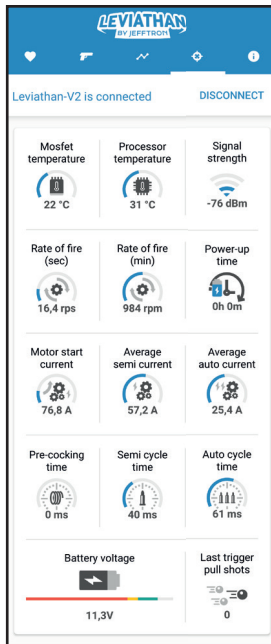 LEVIATHAN
BY JEFFTRON
Leviathan-V2 is connected
DISCONNECT
Mosfet
temperature
22 °C
Processor
temperature
31 °C
Signal
strength
-76 dBm
Rate of fire
(sec)
16,4 rps
Rate of fire
(min)
984 rpm
Power-up
time
0h 0m
Motor start
current
76,8 A
Average
semi current
57,2 A
Average
auto current
25,4 A
Pre-cocking
time
0 ms
Semi cycle
time
40 ms
Auto cycle
time
61 ms
Battery voltage
11,3V
Last trigger
pull shots
0